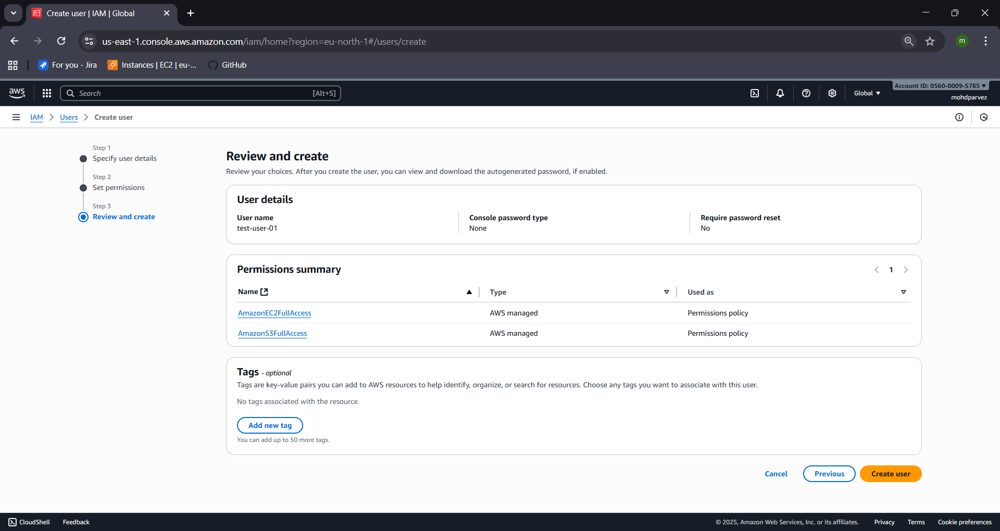 Create user | IAM | Global
us-east-1.console.aws.amazon.com/iam/home?region=eu-north-1#/users/create
m
For you - Jira
Instances | EC2 | eu-...
GitHub
aws
Search
[Alt+S]
Global
Account ID: 0560-0009-5785
mohdparvez
IAM
Users
Create user
Step 1
Specify user details
Step 2
Set permissions
Step 3
Review and create
Review and create
Review your choices. After you create the user, you can view and download the autogenerated password, if enabled.
User details
User name
test-user-01
Console password type
None
Require password reset
No
Permissions summary
1
Name
Type
Used as
AmazonEC2FullAccess
AWS managed
Permissions policy
AmazonS3FullAccess
AWS managed
Permissions policy
Tags - optional
Tags are key-value pairs you can add to AWS resources to help identify, organize, or search for resources. Choose any tags you want to associate with this user.
No tags associated with the resource.
Add new tag
You can add up to 50 more tags.
Cancel
Previous
Create user
CloudShell
Feedback
© 2025, Amazon Web Services, Inc. or its affiliates.
Privacy
Terms
Cookie preferences